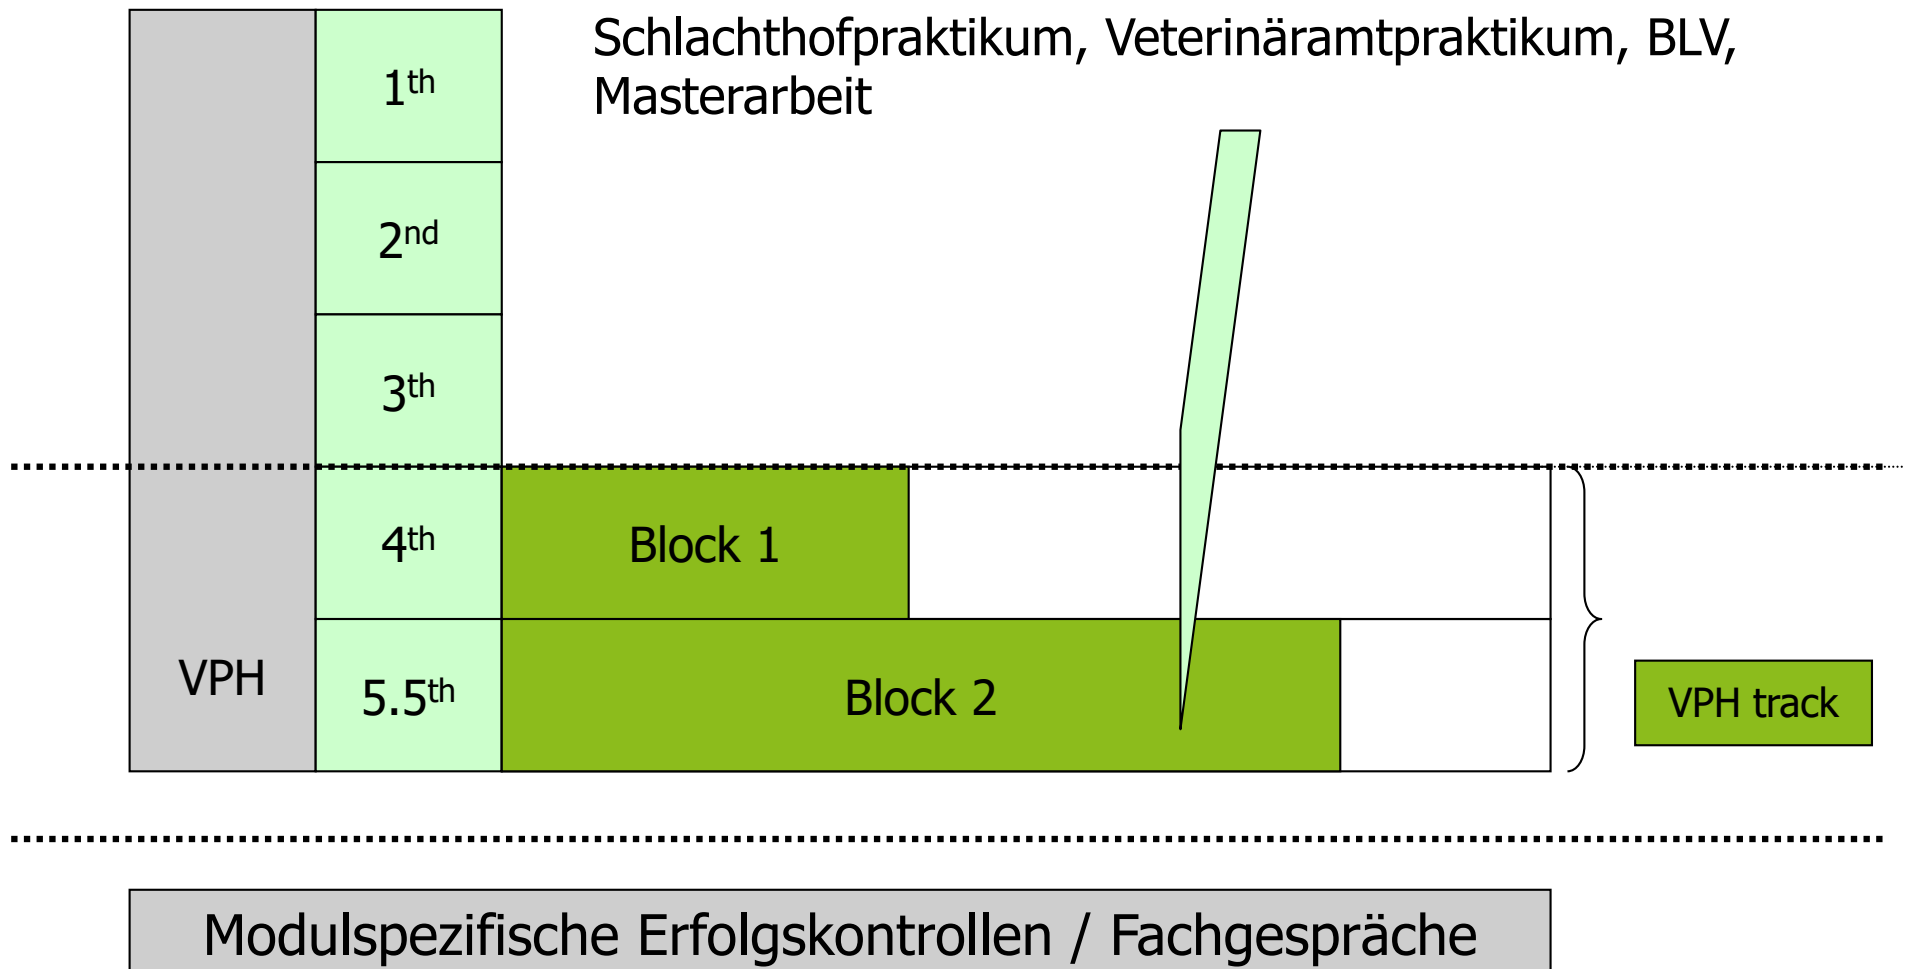 Schlachthofpraktikum, Veterinäramtpraktikum, BLV,
Masterarbeit
1th
2nd
3th
4th
Block 1
VPH
5.5th
Block 2
VPH track
Modulspezifische Erfolgskontrollen / Fachgespräche